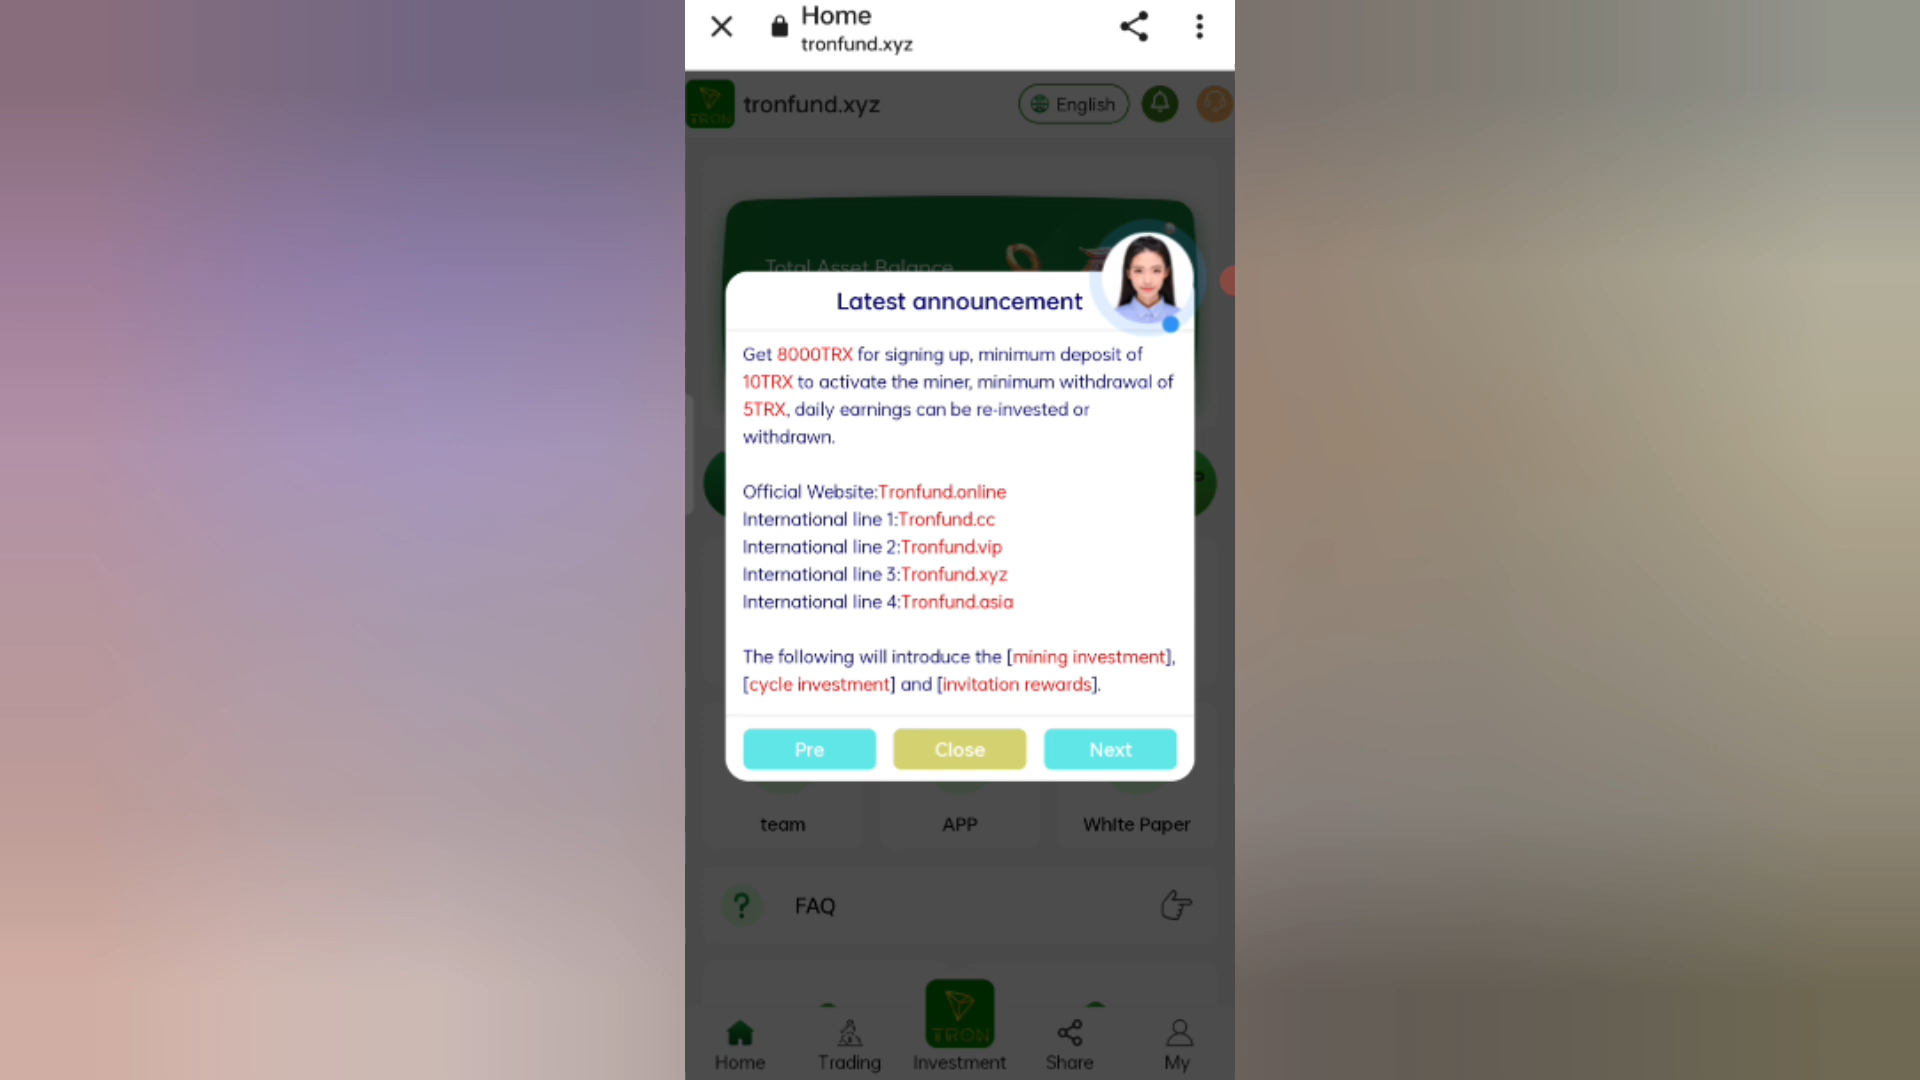 Home
tronfund.xyz
tronfund.xyz
English
TRON
Total Asset Balance
Latest announcement
Get 8000TRX for signing up, minimum deposit of
10TRX to activate the miner, minimum withdrawal of
5TRX, daily earnings can be re-invested or
withdrawn.
Official Website:Tronfund.online
International line 1:Tronfund.cc
International line 2:Tronfund.vip
International line 3:Tronfund.xyz
International line 4:Tronfund.asia
The following will introduce the [mining investment],
[cycle investment] and [invitation rewards].
Pre
Close
Next
team
APP
White Paper
? FAQ
TRON
Home
Trading
Investment
Share
My